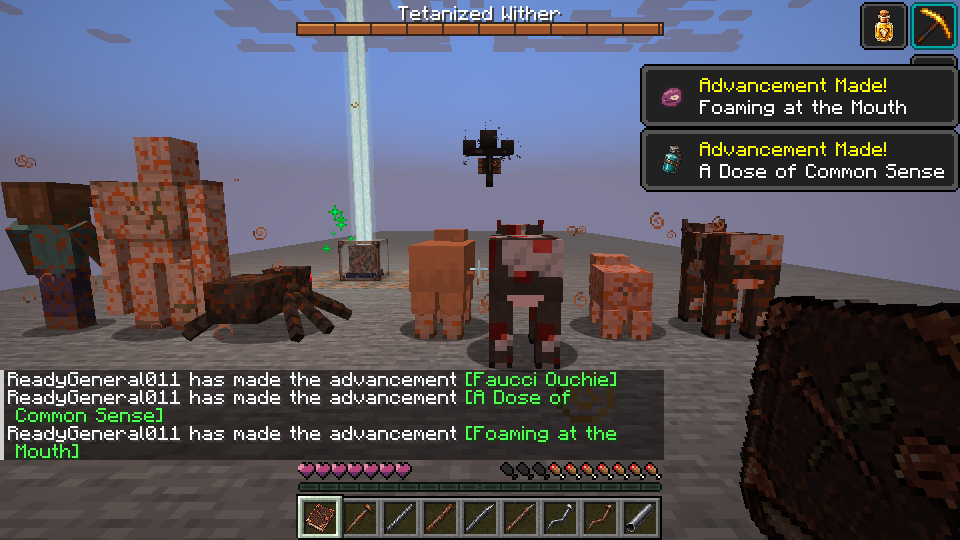 Tetanized Wither
Advancement Made!
Foaming at the Mouth
Advancement Made!
A Dose of Common Sense
ReadyGeneral011 has made the advancement [Faucci Ouchie]
ReadyGeneral011 has made the advancement [A Dose of
Common Sense]
ReadyGeneral011 has made the advancement [Foaming at the
Mouth]